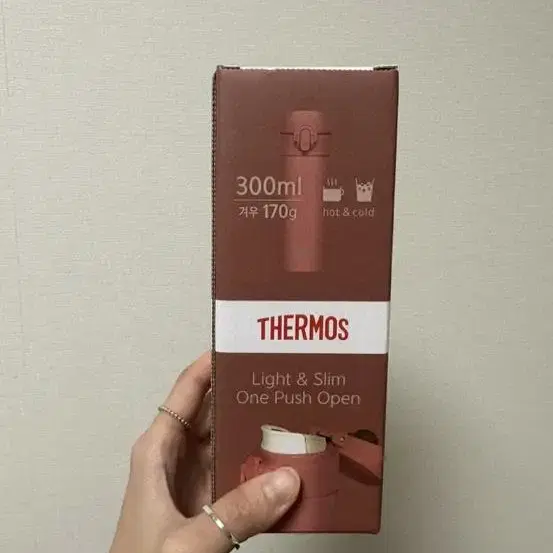 300ml
겨우 170g
hot & cold
THERMOS
Light & Slim
One Push Open